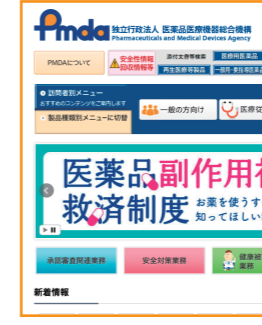 Pmda 独立行政法人 医薬品医療機器総合機構
Pharmaceuticals and Medical Devices Agency
PMDAについて
安全性情報
回収情報等
添付文書等検索
医療用医薬品
再生医療等製品
一般用・要指導医薬品
訪問者別メニュー
おすすめのコンテンツをご案内します
製品種類別メニューに切替
一般の方向け
医療従
医薬品副作用
救済制度
お薬を使うす
知ってほしい
承認審査関連業務
安全対策業務
健康被
業務
新着情報